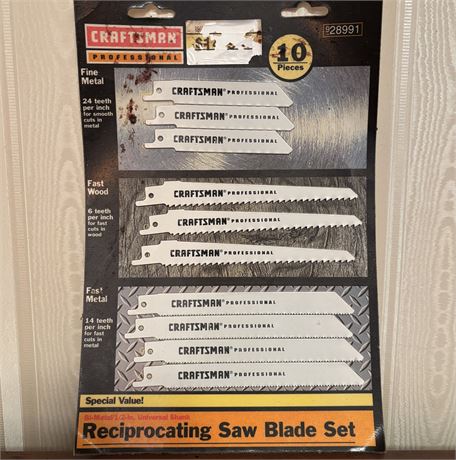 CRAFTSMAN
PROFESSIONAL
$1
10
Pieces
928991
Fine
Metal
24 teeth
per inch
for smooth
cuts in
metal
CRAFTSMAN® PROFESSIONAL
CRAFTSMAN® PROFESSIONAL
CRAFTSMAN® PROFESSIONAL
Fast
Wood
6 teeth
per inch
for fast
cuts in
wood
CRAFTSMAN® PROFESSIONAL
CRAFTSMAN® PROFESSIONAL
CRAFTSMAN® PROFESSIONAL
Fast
Metal
14 teeth
per inch
for fast
cuts in
metal
CRAFTSMAN® PROFESSIONAL
CRAFTSMAN® PROFESSIONAL
CRAFTSMAN® PROFESSIONAL
CRAFTSMAN® PROFESSIONAL
Special Value!
Bi-Metal/1/2-in. Universal Shank
Reciprocating Saw Blade Set